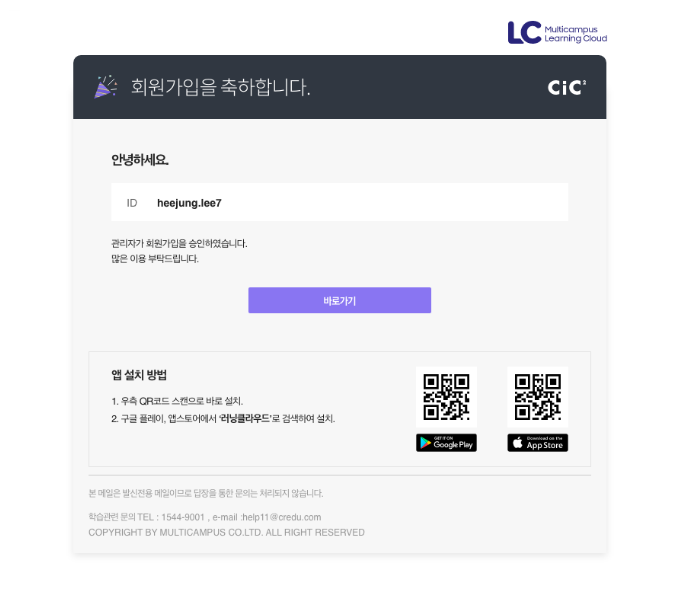 LC Multicampus
Learning Cloud
회원가입을 축하합니다.
CiC²
안녕하세요.
ID heejung.lee7
관리자가 회원가입을 승인하였습니다.
많은 이용 부탁드립니다.
바로가기
앱 설치 방법
1. 우측 QR코드 스캔으로 바로 설치.
2. 구글 플레이, 앱스토어에서 '러닝클라우드'로 검색하여 설치.
GET IT ON
Google Play
Download on the
App Store
본 메일은 발신전용 메일이므로 답장을 통한 문의는 처리되지 않습니다.
학습관련 문의 TEL : 1544-9001 , e-mail :help11@credu.com
COPYRIGHT BY MULTICAMPUS CO.LTD. ALL RIGHT RESERVED